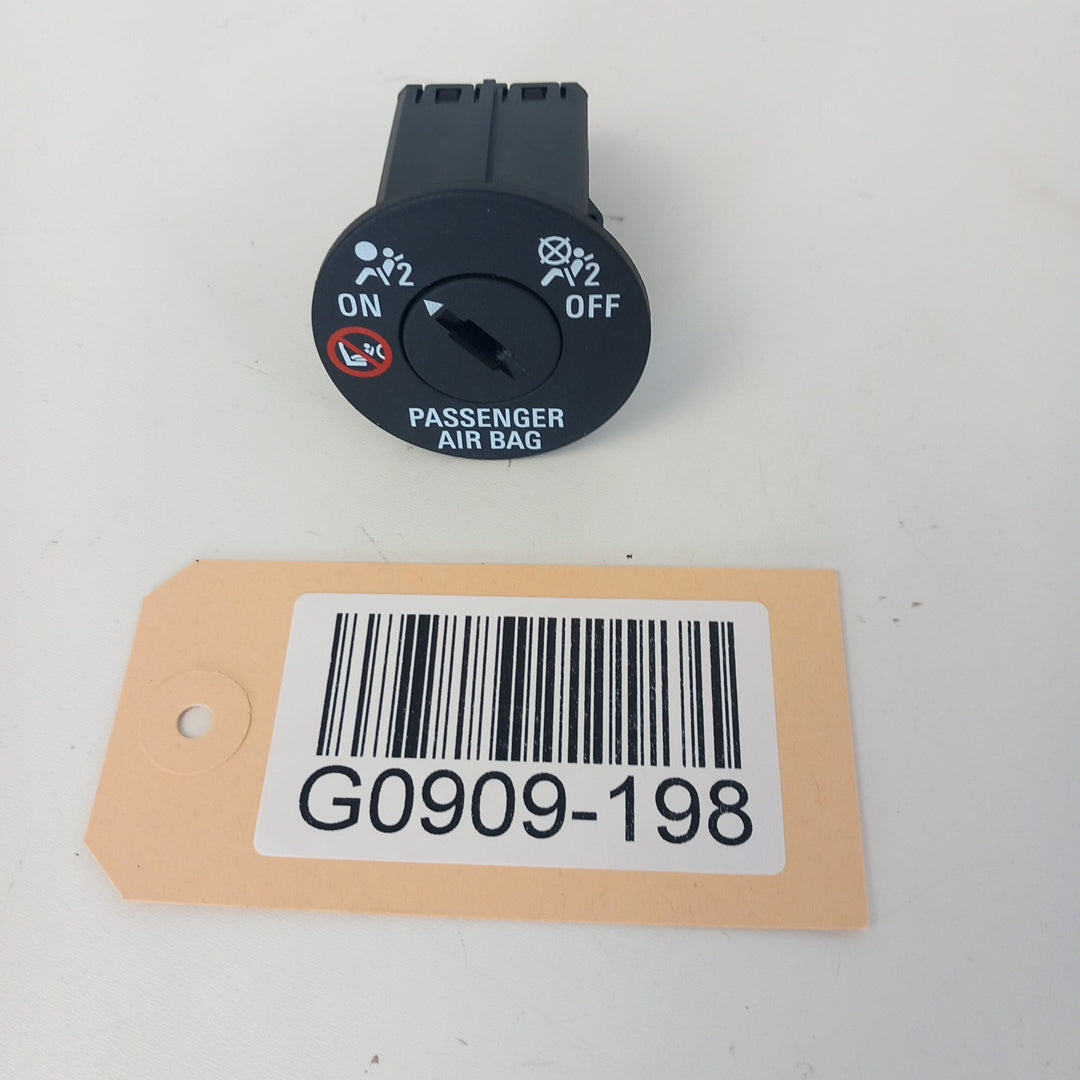 2
2
ON
OFF
PASSENGER
AIR BAG
G0909-198